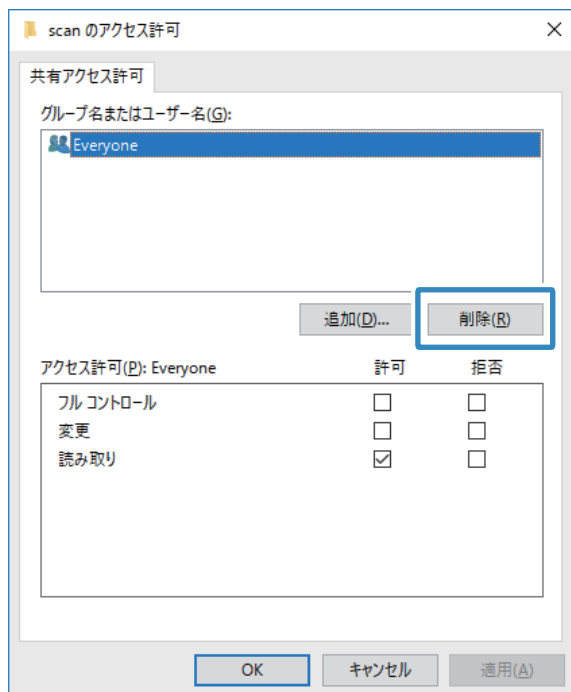 scan のアクセス許可
共有アクセス許可
グループ名またはユーザー名(G):
Everyone
追加(D)... 削除(R)
アクセス許可(P): Everyone 許可 拒否
フル コントロール
変更
読み取り
OK キャンセル 適用(A)